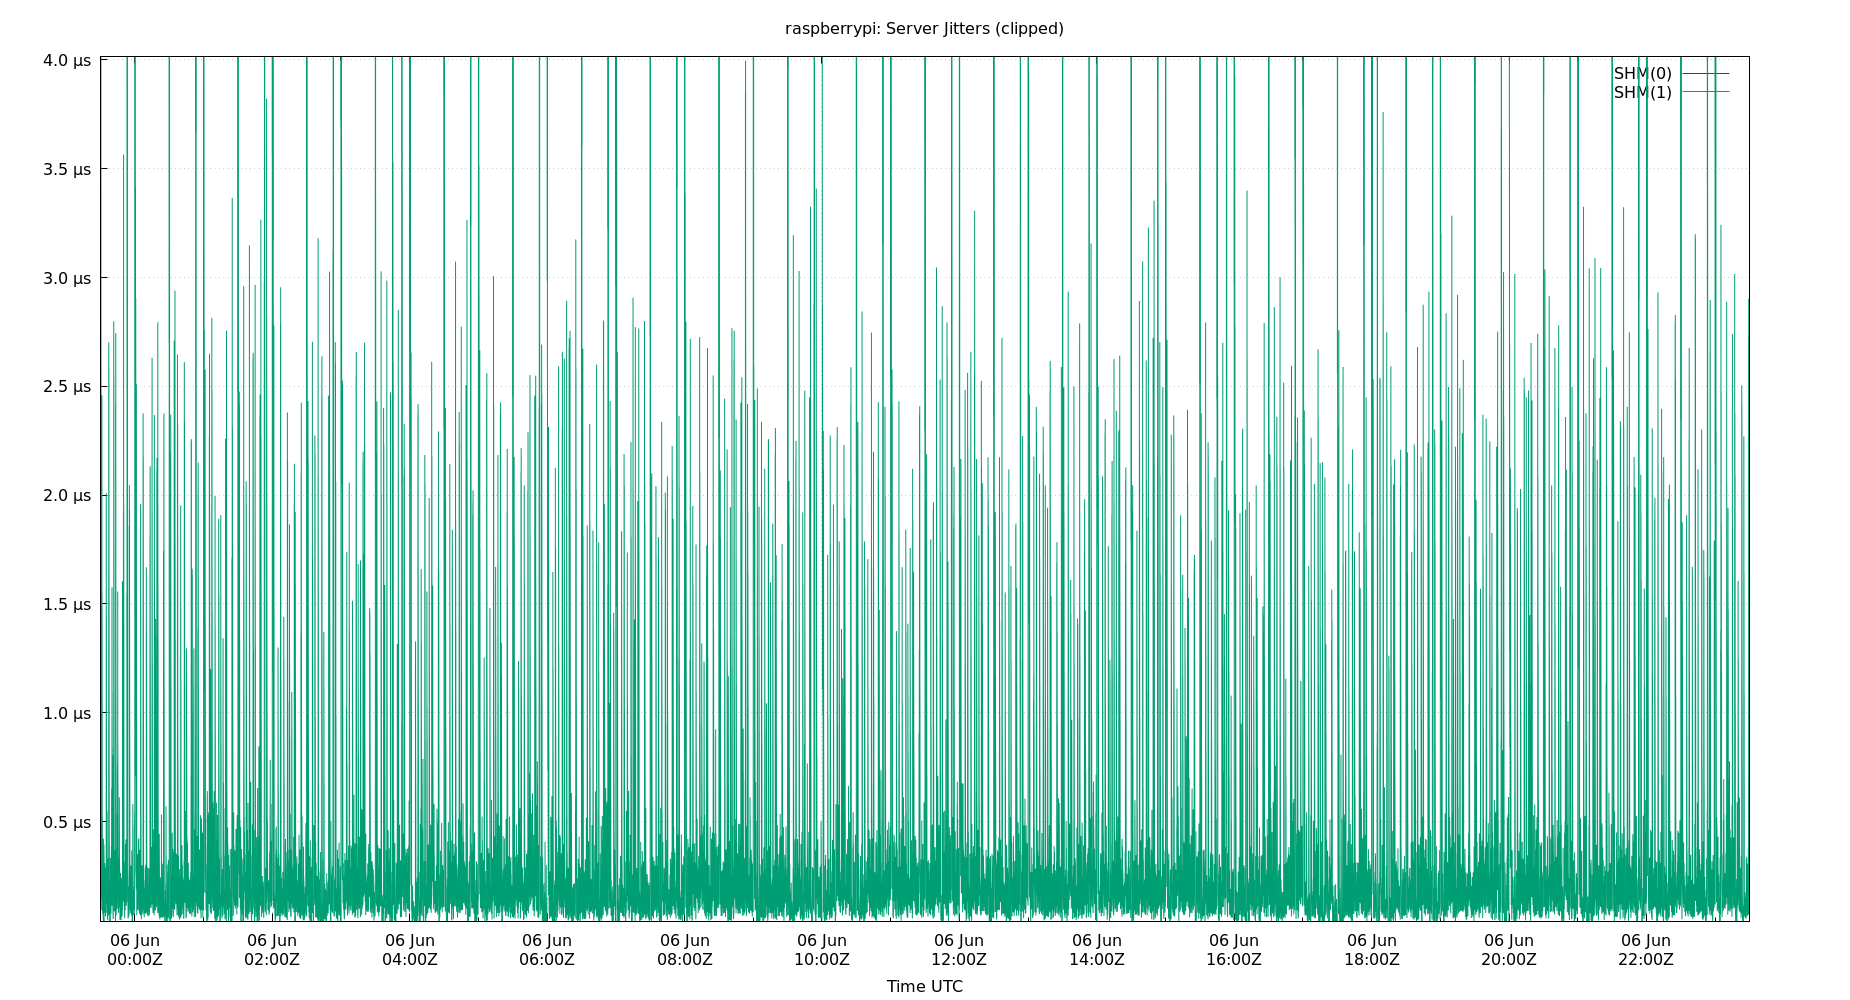 raspberrypi: Server Jitters (clipped)
4.0 µs
SHM(0)
SHM(1)
3.5 µs
3.0 µs
2.5 µs
2.0 µs
1.5 µs
1.0 µs
0.5 µs
06 Jun 06 Jun 06 Jun 06 Jun 06 Jun 06 Jun 06 Jun 06 Jun 06 Jun 06 Jun 06 Jun 06 Jun
00:00Z 02:00Z 04:00Z 06:00Z 08:00Z 10:00Z 12:00Z 14:00Z 16:00Z 18:00Z 20:00Z 22:00Z
Time UTC